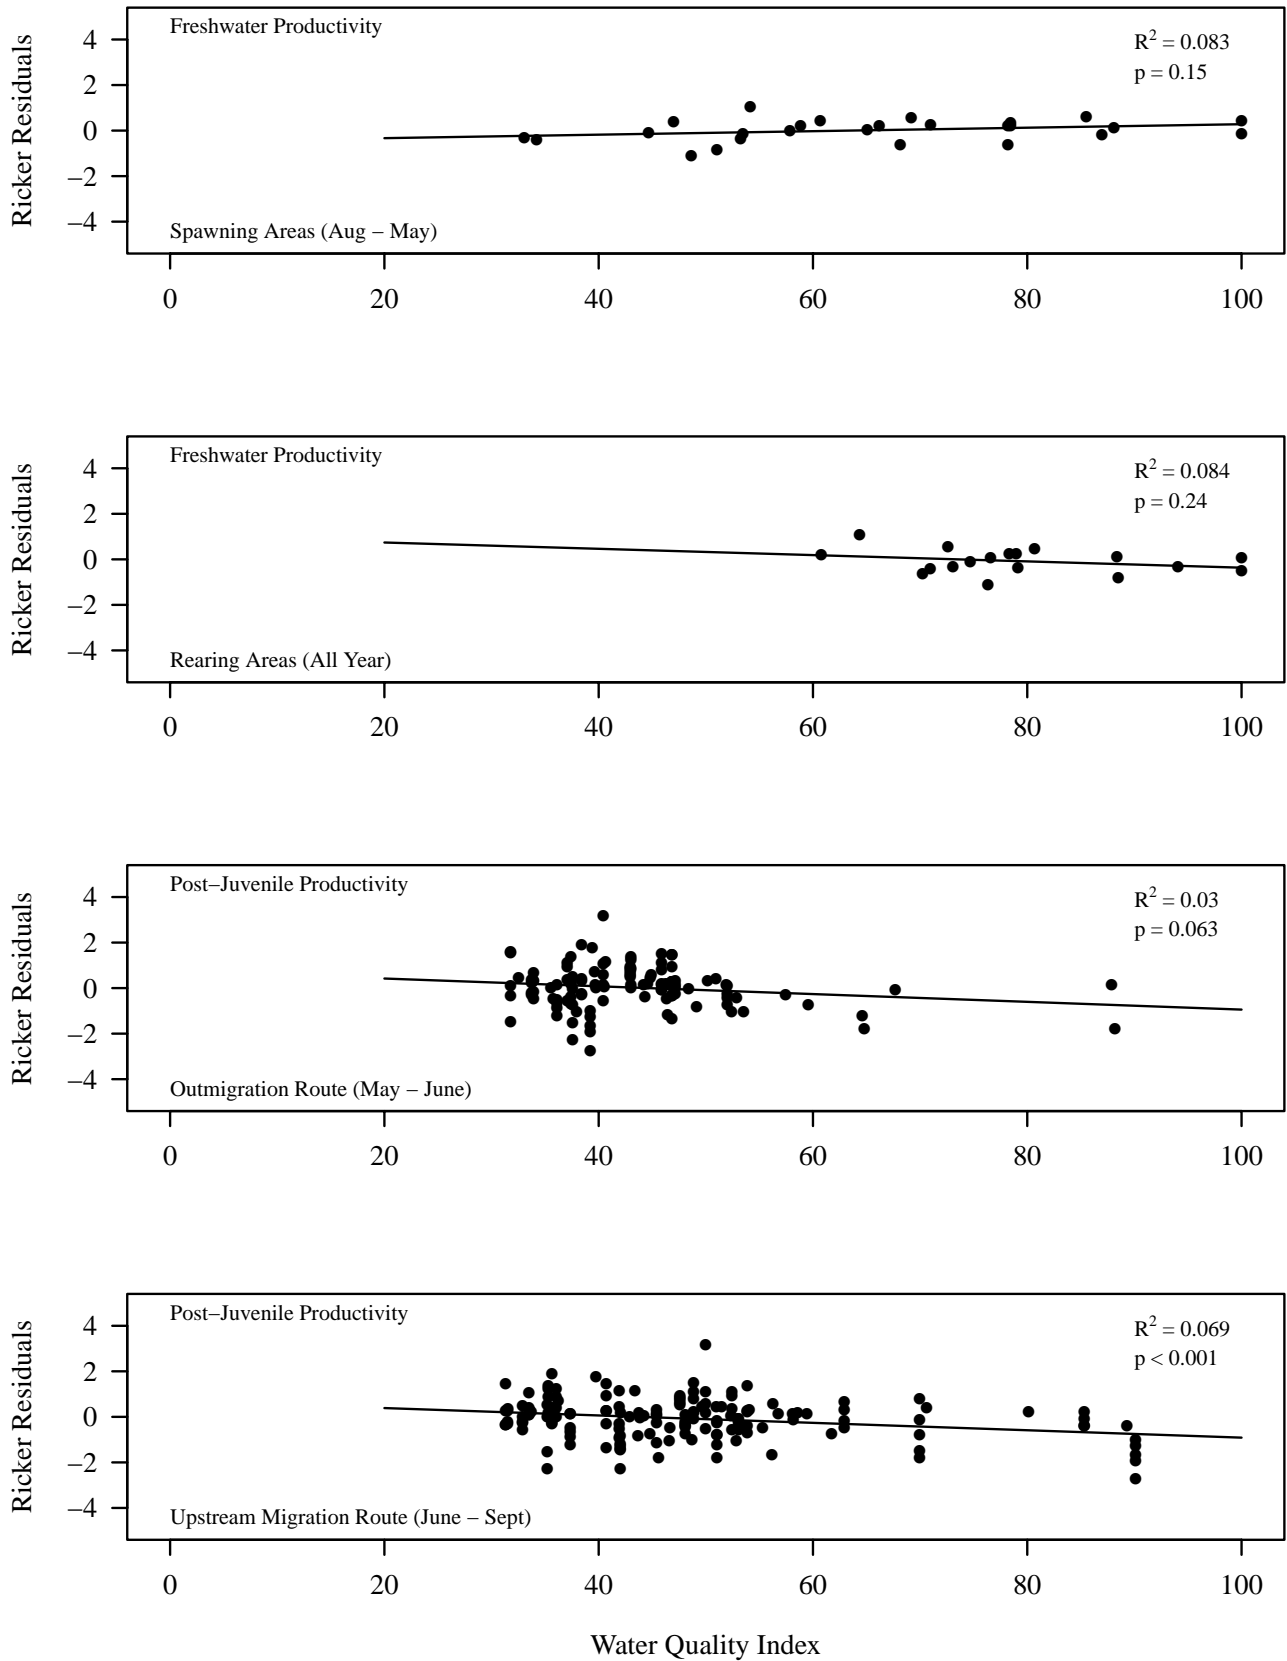 Freshwater Productivity
R² = 0.083
p = 0.15
Ricker Residuals
4
2
0
−2
−4
Spawning Areas (Aug − May)
0 20 40 60 80 100
Freshwater Productivity
R² = 0.084
p = 0.24
Ricker Residuals
4
2
0
−2
−4
Rearing Areas (All Year)
0 20 40 60 80 100
Post−Juvenile Productivity
R² = 0.03
p = 0.063
Ricker Residuals
4
2
0
−2
−4
Outmigration Route (May − June)
0 20 40 60 80 100
Post−Juvenile Productivity
R² = 0.069
p < 0.001
Ricker Residuals
4
2
0
−2
−4
Upstream Migration Route (June − Sept)
0 20 40 60 80 100
Water Quality Index